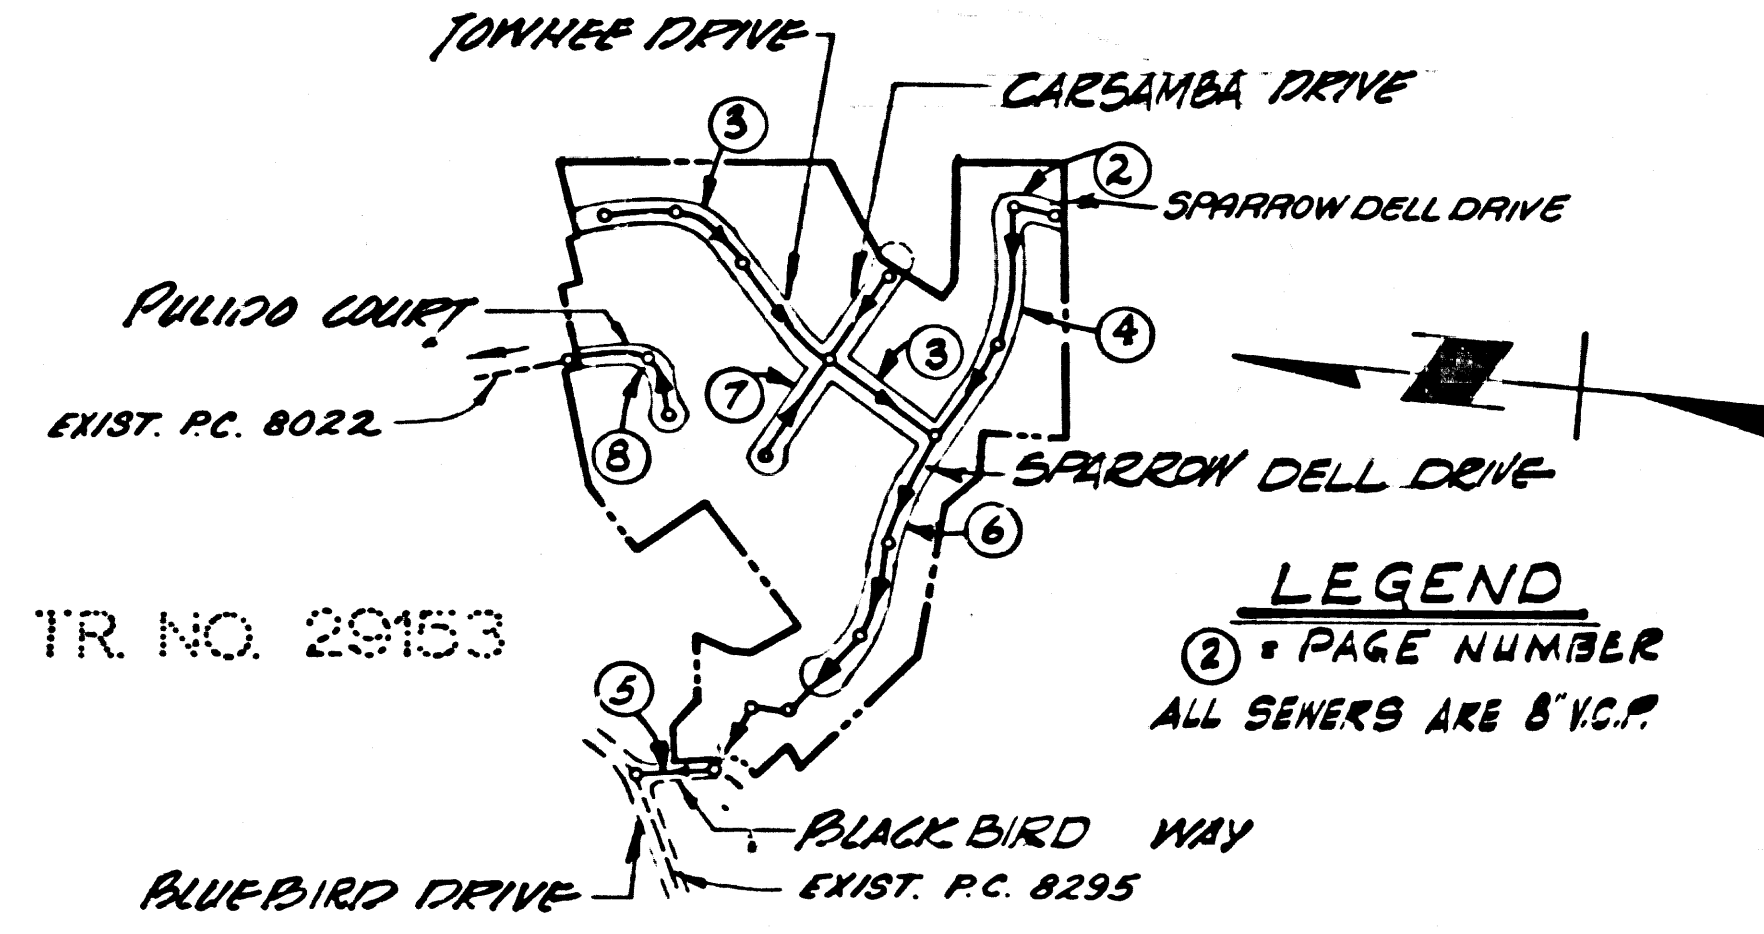 TOWHEE DRIVE
CARSAMBA DRIVE
3
2
SPARROW DELL DRIVE
PULIDO COURT
4
3
7
EXIST. P.C. 8022
8
SPARROW DELL DRIVE
6
LEGEND
TR. NO. 29153
2 = PAGE NUMBER
5
ALL SEWERS ARE 8" V.C.P.
BLACKBIRD WAY
BLUEBIRD DRIVE
EXIST. P.C. 8295